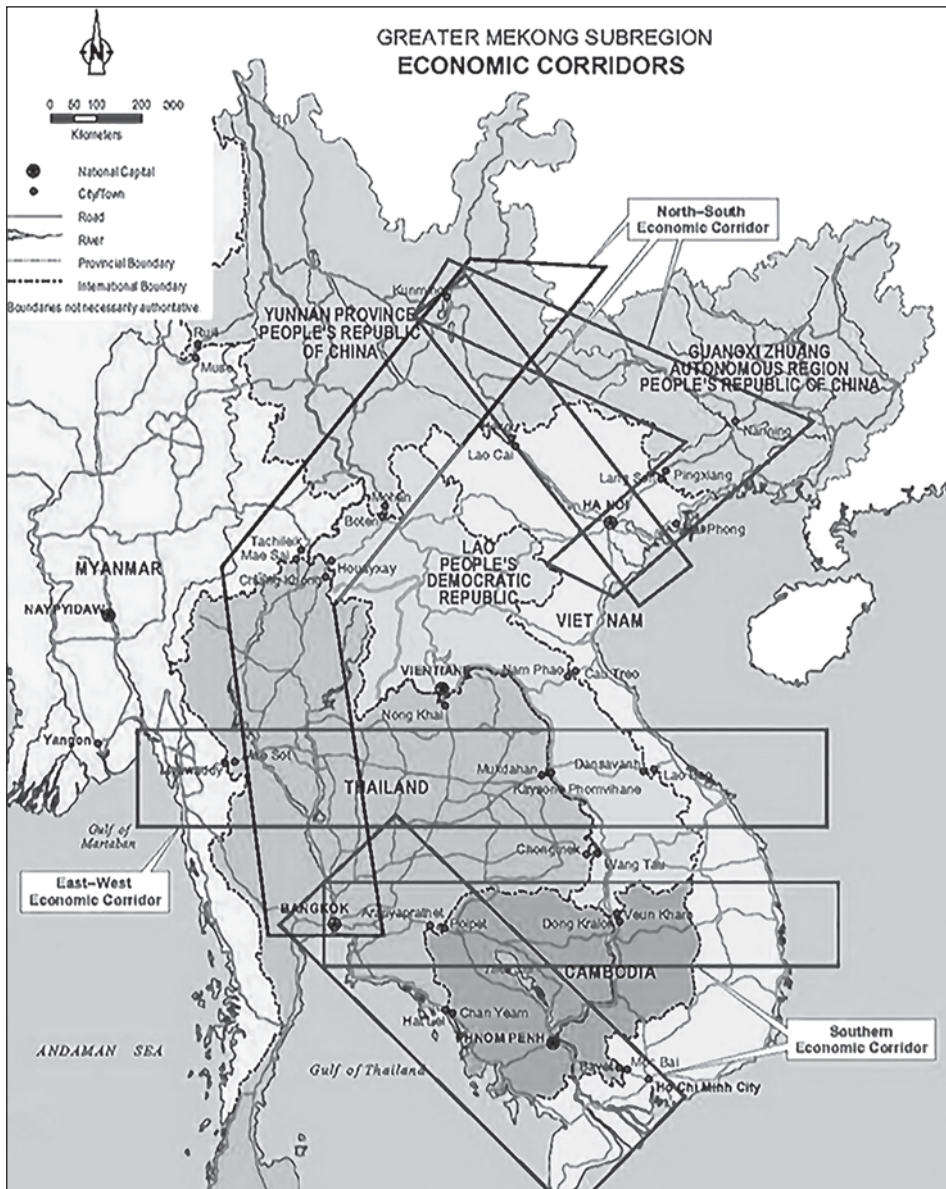 GREATER MEKONG SUBREGION
ECONOMIC CORRIDORS
N
0 50 100 200 300
Kilometers
National Capital
City/Town
Road
River
Provincial Boundary
International Boundary
Boundaries not necessarily authoritative.
North–South
Economic Corridor
Kunming
YUNNAN PROVINCE
PEOPLE'S REPUBLIC
OF CHINA
GUANGXI ZHUANG
AUTONOMOUS REGION
PEOPLE'S REPUBLIC OF CHINA
Ruili
Muse
Nanning
Lao Cai
Pingxiang
Lang Son
HA NOI
Phong
Mohan
Boten
Tachileik
Mae Sai
Houayxay
Chiang Khong
MYANMAR
LAO
PEOPLE'S
DEMOCRATIC
REPUBLIC
NAYPYIDAW
VIET NAM
VIENTIANE
Nam Phao
Cau Treo
Nong Khai
Yangon
Mae Sot
Myawaddy
Mukdahan
Dansavanh
Lao Bao
THAILAND
Kaysone Phomvihane
Gulf of
Martaban
Chong Mek
Wang Tau
East–West
Economic Corridor
BANGKOK
Aranyaprathet
Poipet
Dong Kralor
Veun Kham
CAMBODIA
Hat Lek
Chan Yeam
PHNOM PENH
Southern
Economic Corridor
ANDAMAN SEA
Gulf of Thailand
Bavet
Moc Bai
Ho Chi Minh City